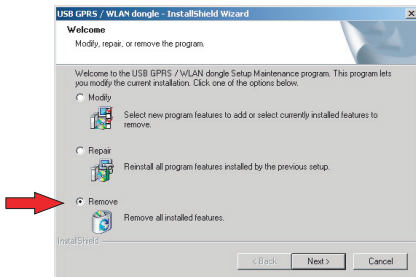 USB GPRS / WLAN dongle - InstallShield Wizard
Welcome
Modify, repair, or remove the program.
Welcome to the USB GPRS / WLAN dongle Setup Maintenance program. This program lets
you modify the current installation. Click one of the options below.
Modify
Select new program features to add or select currently installed features to
remove.
Repair
Reinstall all program features installed by the previous setup.
Remove
Remove all installed features.
InstallShield
< Back
Next >
Cancel